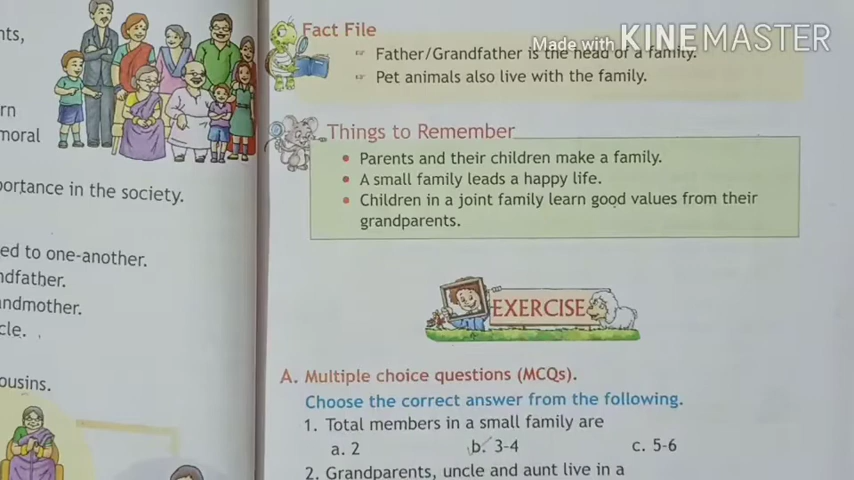 nts,
rn
moral
portance in the society.
ed to one-another.
ndfather.
andmother.
cle.
ousins.
Fact File
Father/Grandfather is the head of a family.
Pet animals also live with the family.
Made with KINEMASTER
Things to Remember
• Parents and their children make a family.
• A small family leads a happy life.
• Children in a joint family learn good values from their
grandparents.
EXERCISE
A. Multiple choice questions (MCQs).
Choose the correct answer from the following.
1. Total members in a small family are
a. 2 b. 3-4 c. 5-6
2. Grandparents, uncle and aunt live in a